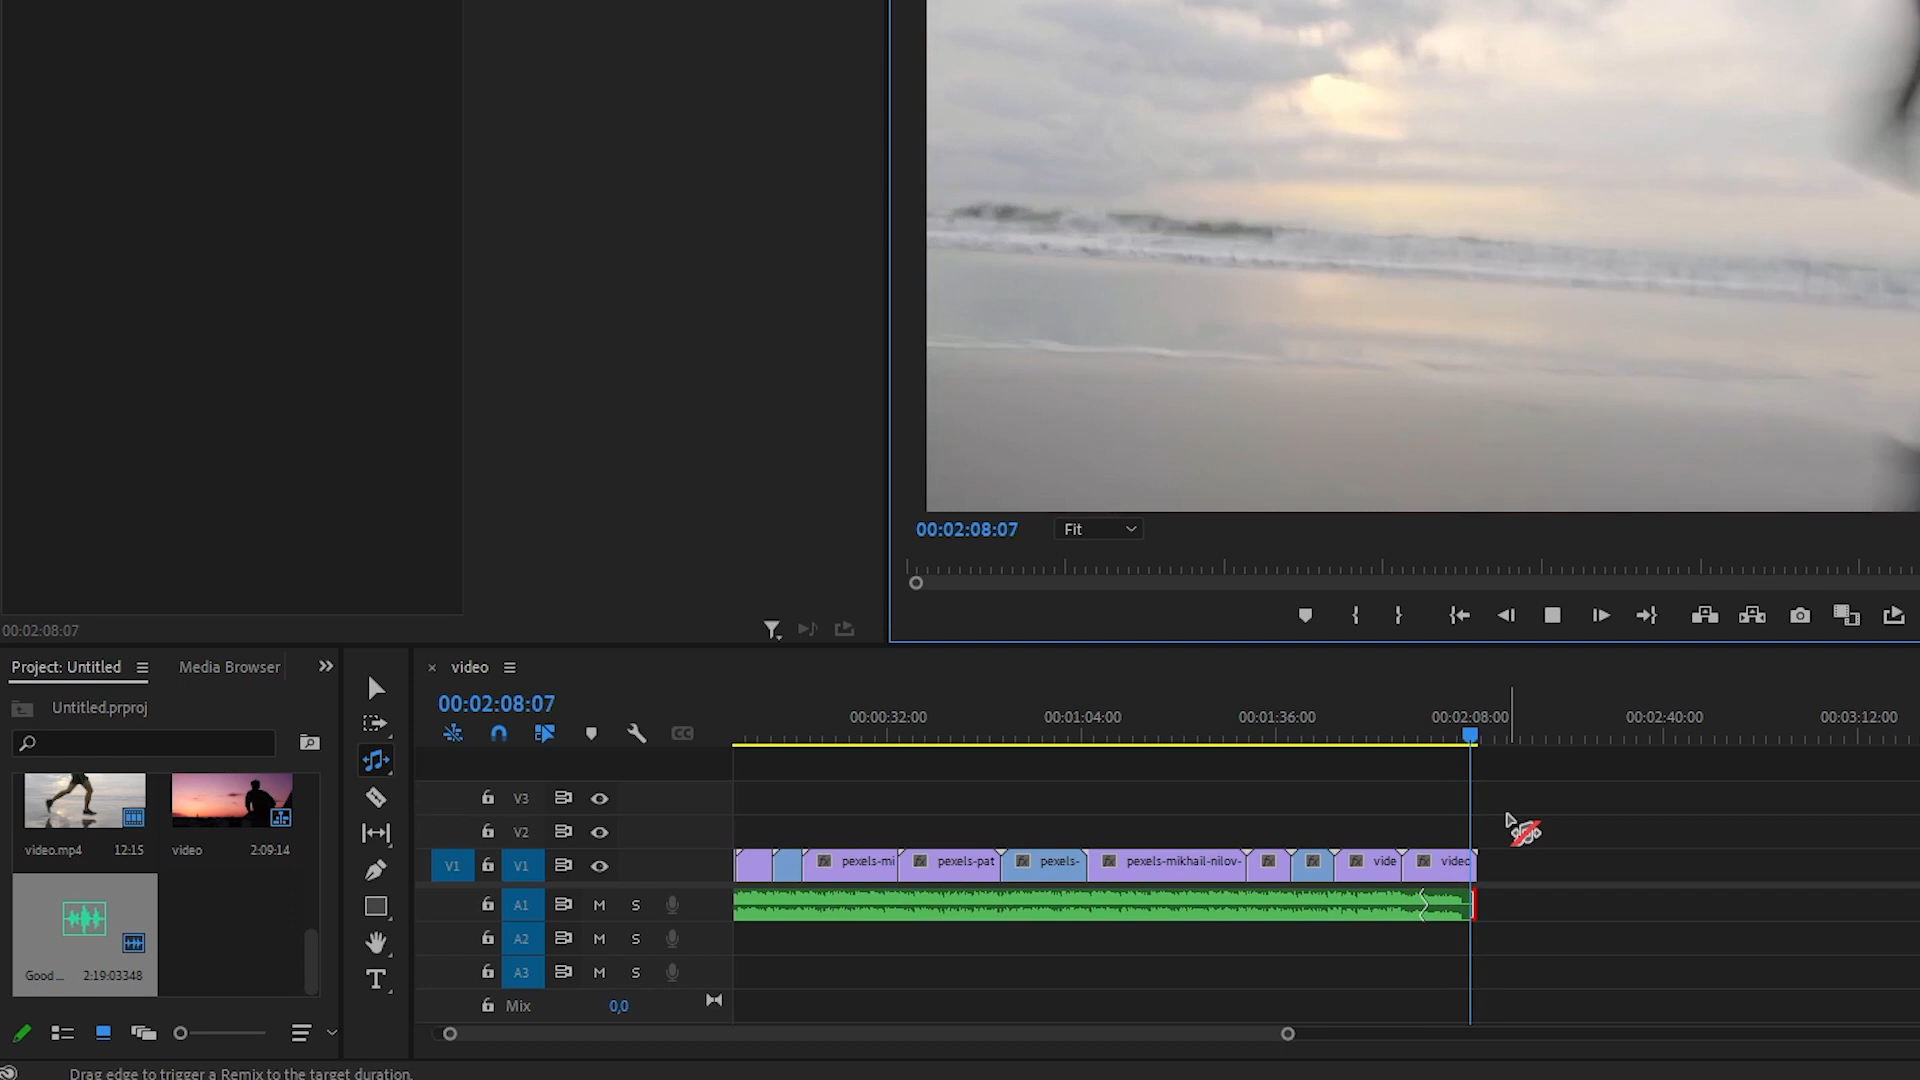 00:02:08:07
Fit
00:02:08:07
Project: Untitled
Media Browser
Untitled.prproj
video.mp4 12:15
video 2:09:14
Good ... 2:19:03348
video
00:02:08:07
CC
00:00:32:00 00:01:04:00 00:01:36:00 00:02:08:00 00:02:40:00 00:03:12:00
V3
V2
V1 V1
pexels-mi pexels-pat pexels- pexels-mikhail-nilov- vide video
A1 M S
A2 M S
A3 M S
Mix 0,0
T
Drag edge to trigger a Remix to the target duration.